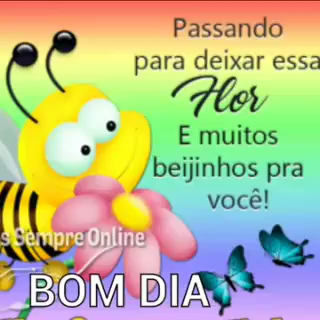 Passando
para deixar essa
Flor
E muitos
beijinhos pra
você!
s Sempre Online
BOM DIA